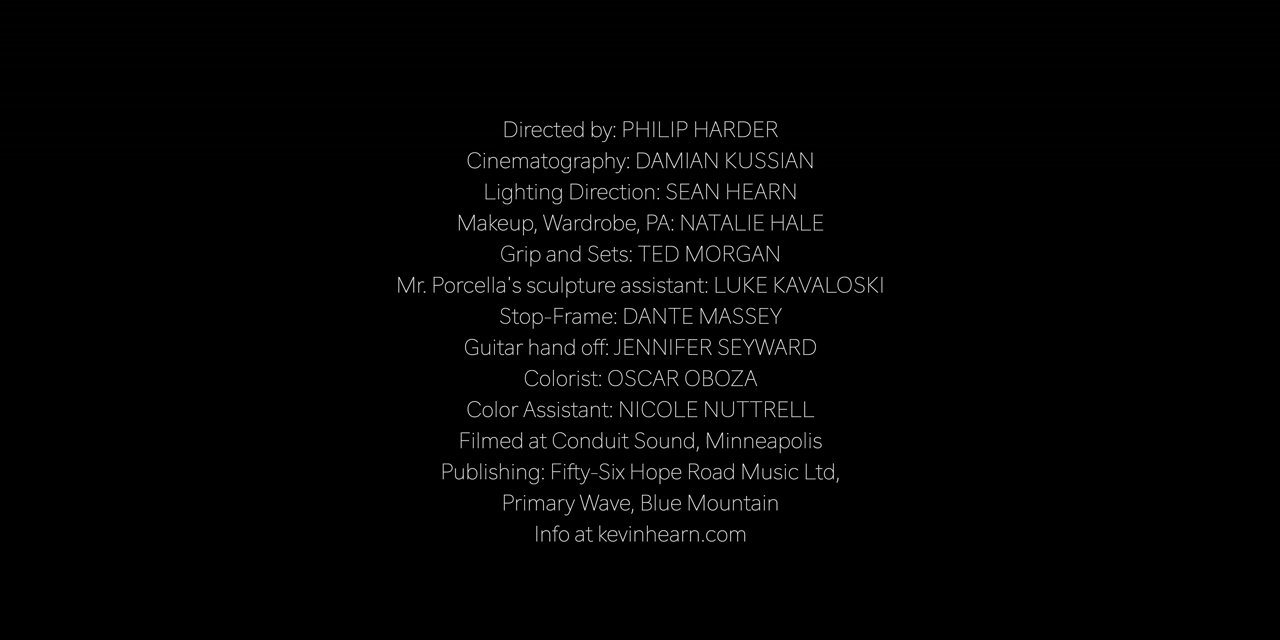 Directed by: PHILIP HARDER
Cinematography: DAMIAN KUSSIAN
Lighting Direction: SEAN HEARN
Makeup, Wardrobe, PA: NATALIE HALE
Grip and Sets: TED MORGAN
Mr. Porcella's sculpture assistant: LUKE KAVALOSKI
Stop-Frame: DANTE MASSEY
Guitar hand off: JENNIFER SEYWARD
Colorist: OSCAR OBOZA
Color Assistant: NICOLE NUTTRELL
Filmed at Conduit Sound, Minneapolis
Publishing: Fifty-Six Hope Road Music Ltd,
Primary Wave, Blue Mountain
Info at kevinhearn.com